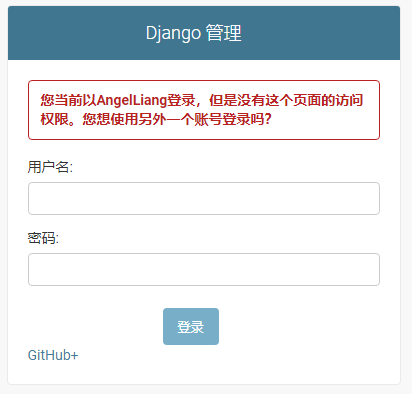 Django 管理
您当前以AngelLiang登录，但是没有这个页面的访问
权限。您想使用另外一个账号登录吗？
用户名:
密码:
登录
GitHub+